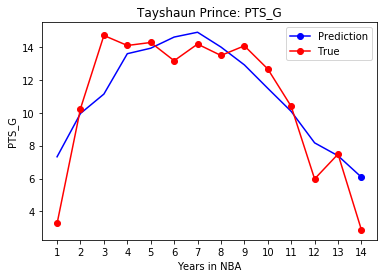 Tayshaun Prince: PTS_G
Prediction
True
PTS_G
14
12
10
8
6
4
1 2 3 4 5 6 7 8 9 10 11 12 13 14
Years in NBA